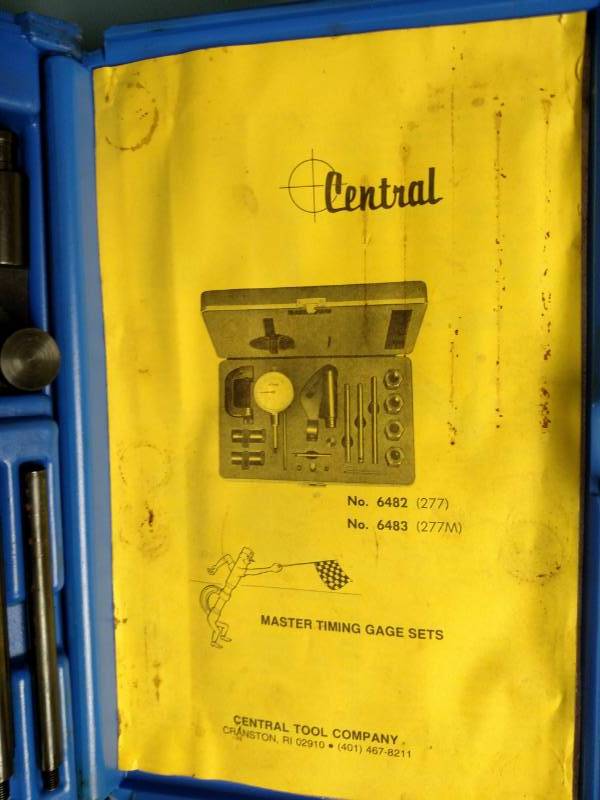 Central
No. 6482 (277)
No. 6483 (277M)
MASTER TIMING GAGE SETS
CENTRAL TOOL COMPANY
CRANSTON, RI 02910 • (401) 467-8211